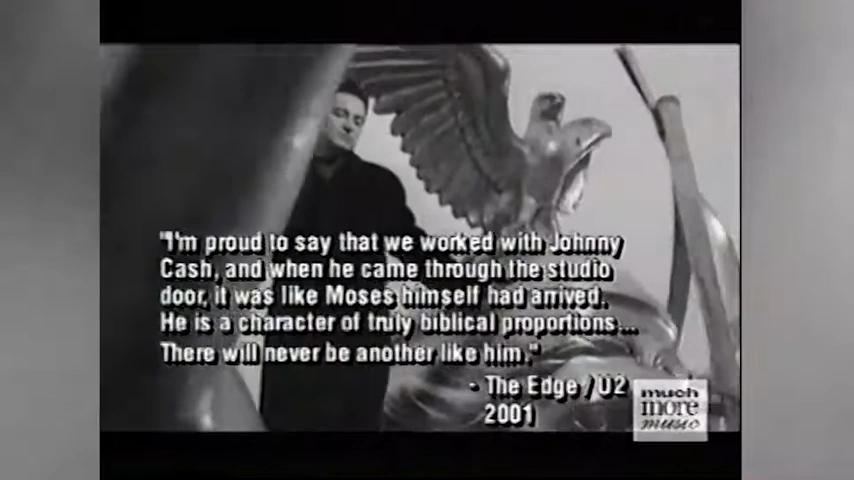 "I'm proud to say that we worked with Johnny
Cash, and when he came through the studio
door, it was like Moses himself had arrived.
He is a character of truly biblical proportions....
There will never be another like him."
- The Edge / U2
2001
much
more
music